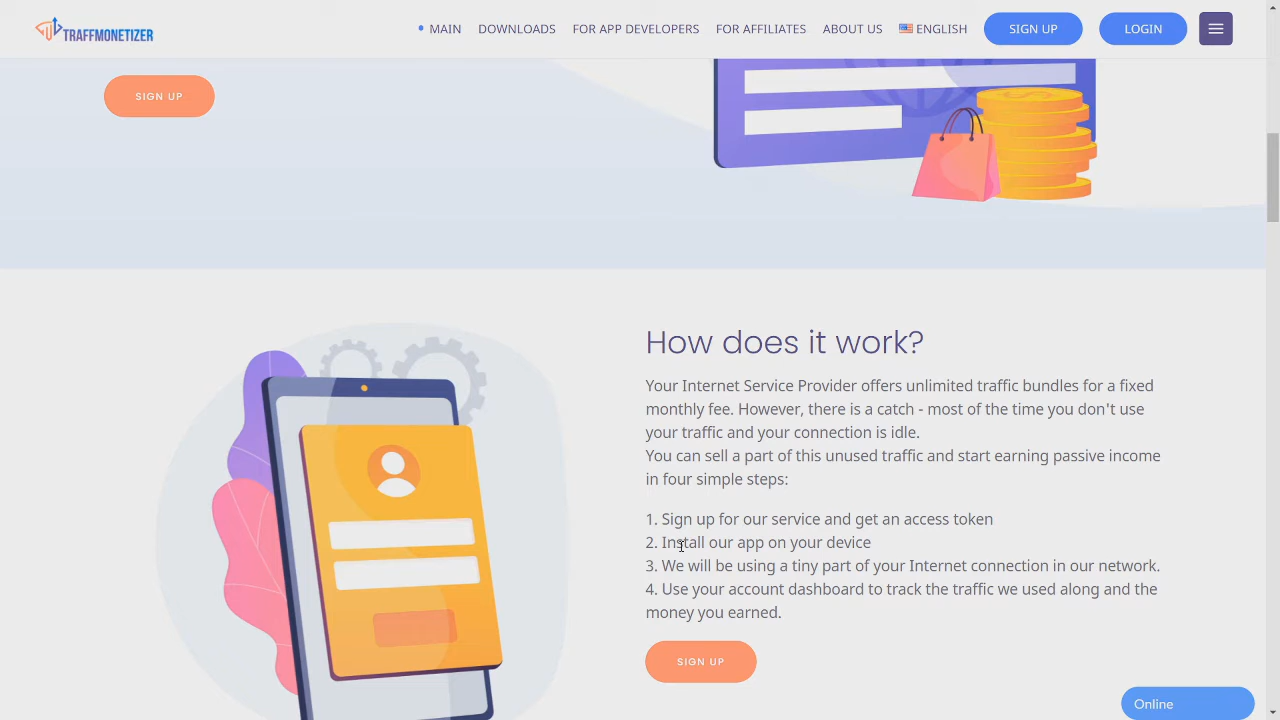 TRAFFMONETIZER
MAIN
DOWNLOADS
FOR APP DEVELOPERS
FOR AFFILIATES
ABOUT US
ENGLISH
SIGN UP
LOGIN
SIGN UP
How does it work?
Your Internet Service Provider offers unlimited traffic bundles for a fixed
monthly fee. However, there is a catch - most of the time you don't use
your traffic and your connection is idle.
You can sell a part of this unused traffic and start earning passive income
in four simple steps:
1. Sign up for our service and get an access token
2. Install our app on your device
3. We will be using a tiny part of your Internet connection in our network.
4. Use your account dashboard to track the traffic we used along and the
money you earned.
SIGN UP
Online